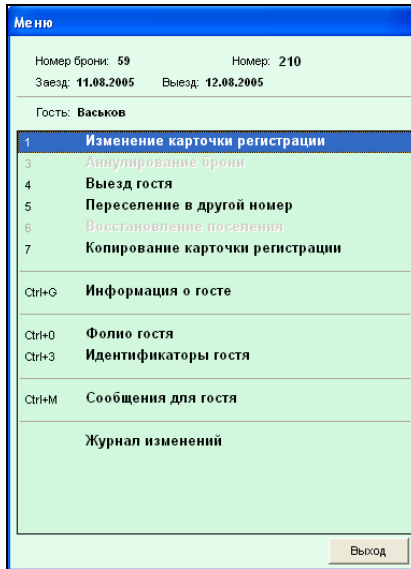 Меню
Номер брони: 59 Номер: 210
Заезд: 11.08.2005 Выезд: 12.08.2005
Гость: Васьков
1 Изменение карточки регистрации
3 Аннулирование брони
4 Выезд гостя
5 Переселение в другой номер
6 Восстановление поселения
7 Копирование карточки регистрации
Ctrl+G Информация о госте
Ctrl+0 Фолио гостя
Ctrl+3 Идентификаторы гостя
Ctrl+M Сообщения для гостя
Журнал изменений
Выход